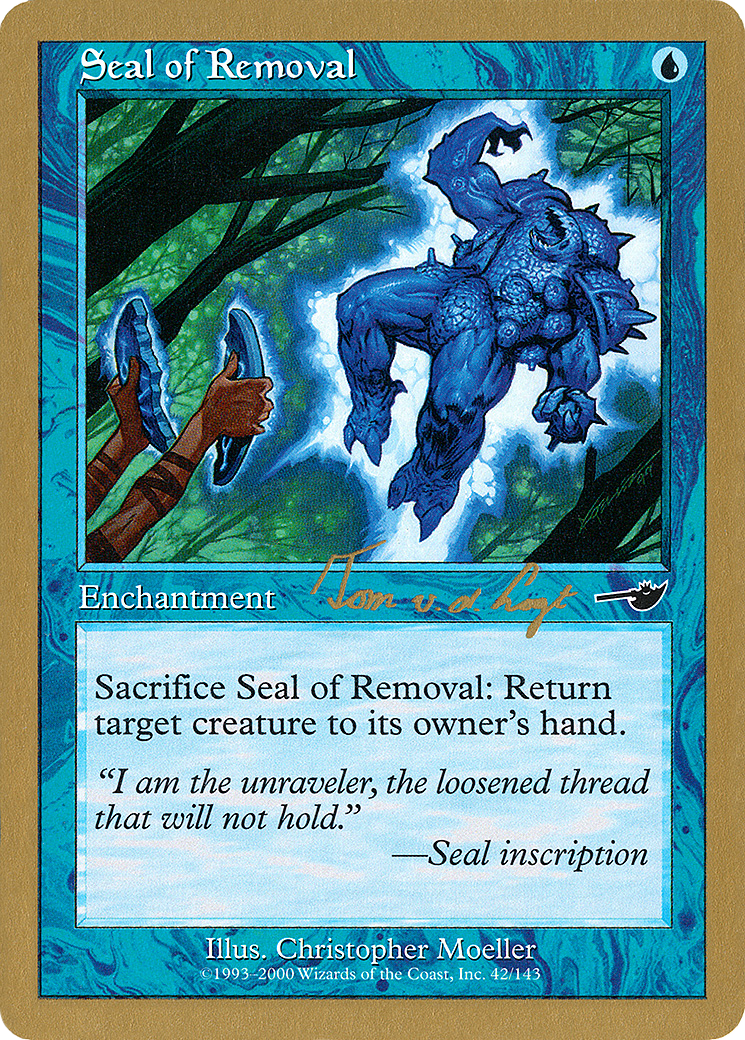 Seal of Removal
Tom v. d. Logt
Enchantment
Sacrifice Seal of Removal: Return
target creature to its owner's hand.
“I am the unraveler, the loosened thread
that will not hold.”
—Seal inscription
Illus. Christopher Moeller
©1993–2000 Wizards of the Coast, Inc. 42/143